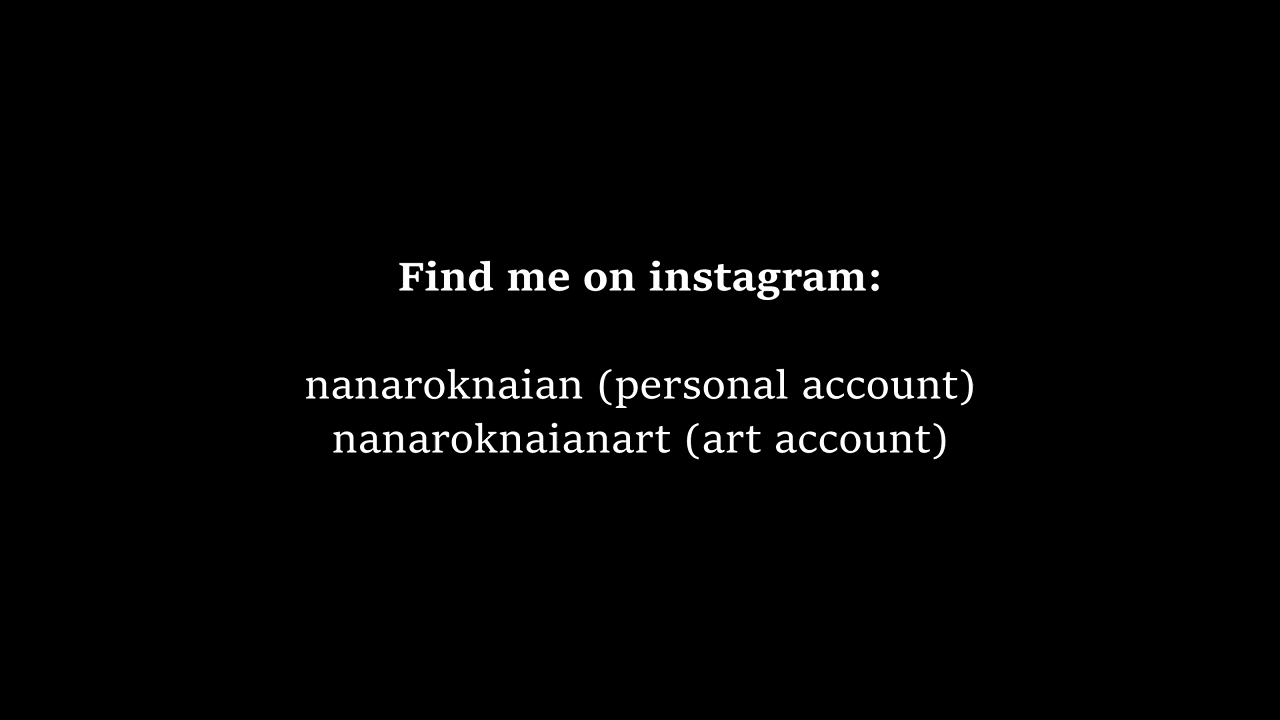 Find me on instagram:
nanaroknaian (personal account)
nanaroknaianart (art account)